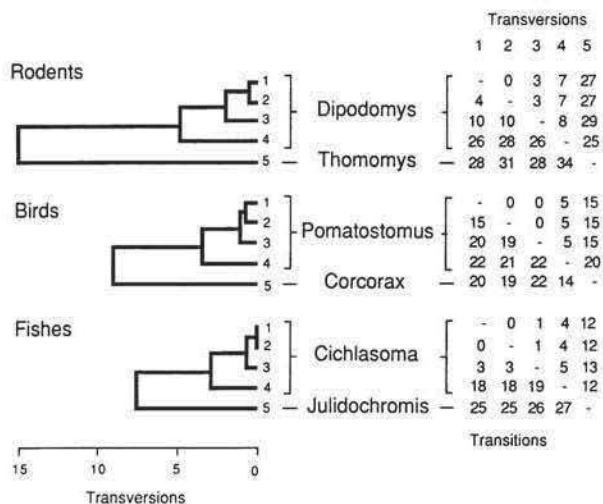 Transversions
1 2 3 4 5
Rodents
1 - 0 3 7 27
2 Dipodomys 4 - 3 7 27
3 10 10 - 8 29
4 26 28 26 - 25
5 — Thomomys 28 31 28 34 -
Birds
1 - 0 0 5 15
2 Pomatostomus 15 - 0 5 15
3 20 19 - 5 15
4 22 21 22 - 20
5 — Corcorax 20 19 22 14 -
Fishes
1 - 0 1 4 12
2 Cichlasoma 0 - 1 4 12
3 3 3 - 5 13
4 18 18 19 - 12
5 — Julidochromis 25 25 26 27 -
Transitions
15 10 5 0
Transversions